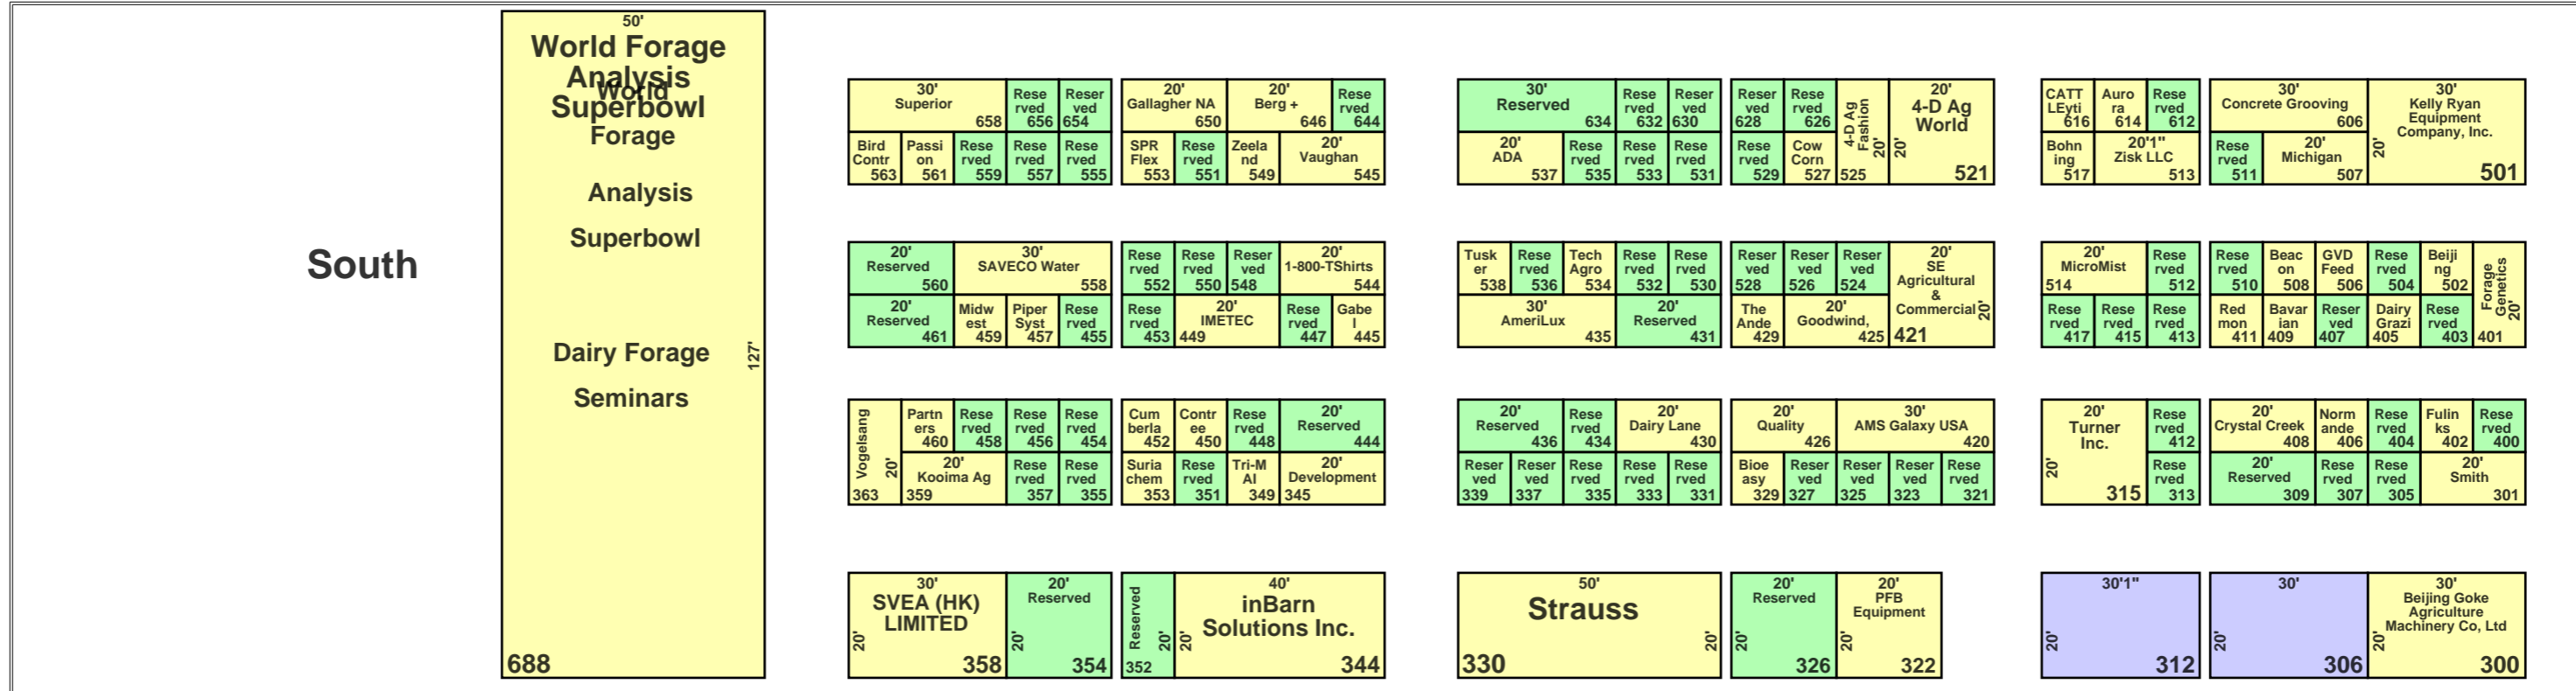 South
50'
World Forage
Analysis
World
Superbowl
Forage
Analysis
Superbowl
Dairy Forage
Seminars
127'
688
30'
Superior
658
Rese
rved
656
Reser
ved
654
20'
Gallagher NA
650
20'
Berg +
646
Rese
rved
644
Bird
Contr
563
Passi
on
561
Rese
rved
559
Rese
rved
557
Rese
rved
555
SPR
Flex
553
Rese
rved
551
Zeela
nd
549
20'
Vaughan
545
30'
Reserved
634
Rese
rved
632
Reser
ved
630
Reser
ved
628
Rese
rved
626
4-D Ag
Fashion
20'
525
20'
4-D Ag
World
20'
521
20'
ADA
537
Rese
rved
535
Rese
rved
533
Rese
rved
531
Rese
rved
529
Cow
Corn
527
CATT
LEyti
616
Auro
ra
614
Rese
rved
612
30'
Concrete Grooving
606
30'
Kelly Ryan
Equipment
Company, Inc.
20'
501
Bohn
ing
517
20'1"
Zisk LLC
513
Rese
rved
511
20'
Michigan
507
20'
Reserved
560
30'
SAVECO Water
558
Rese
rved
552
Rese
rved
550
Reser
ved
548
20'
1-800-TShirts
544
20'
Reserved
461
Midw
est
459
Piper
Syst
457
Rese
rved
455
Rese
rved
453
20'
IMETEC
449
Rese
rved
447
Gabe
l
445
Tusk
er
538
Rese
rved
536
Tech
Agro
534
Rese
rved
532
Rese
rved
530
Reser
ved
528
Rese
rved
526
Reser
ved
524
20'
SE
Agricultural
&
Commercial
20'
421
30'
AmeriLux
435
20'
Reserved
431
The
Ande
429
20'
Goodwind,
425
20'
MicroMist
514
Rese
rved
512
Rese
rved
510
Beac
on
508
GVD
Feed
506
Rese
rved
504
Beiji
ng
502
Forage
Genetics
20'
401
Rese
rved
417
Rese
rved
415
Rese
rved
413
Red
mon
411
Bavar
ian
409
Reser
ved
407
Dairy
Grazi
405
Rese
rved
403
Vogelsang
20'
363
Partn
ers
460
Rese
rved
458
Rese
rved
456
Rese
rved
454
Cum
berla
452
Contr
ee
450
Rese
rved
448
20'
Reserved
444
20'
Kooima Ag
359
Rese
rved
357
Rese
rved
355
Suria
chem
353
Rese
rved
351
Tri-M
Al
349
20'
Development
345
20'
Reserved
436
Rese
rved
434
20'
Dairy Lane
430
20'
Quality
426
30'
AMS Galaxy USA
420
Reser
ved
339
Rese
rved
337
Rese
rved
335
Rese
rved
333
Rese
rved
331
Bioe
asy
329
Reser
ved
327
Rese
rved
325
Reser
ved
323
Rese
rved
321
20'
Turner
Inc.
20'
315
Rese
rved
412
Rese
rved
313
20'
Crystal Creek
408
Norm
ande
406
Rese
rved
404
Fulin
ks
402
Rese
rved
400
20'
Reserved
309
Rese
rved
307
Rese
rved
305
20'
Smith
301
30'
SVEA (HK)
LIMITED
20'
358
20'
Reserved
20'
354
Reserved
20'
352
40'
inBarn
Solutions Inc.
20'
344
50'
Strauss
20'
330
20'
Reserved
20'
326
20'
PFB
Equipment
20'
322
30'1"
20'
312
30'
20'
306
30'
Beijing Goke
Agriculture
Machinery Co, Ltd
20'
300